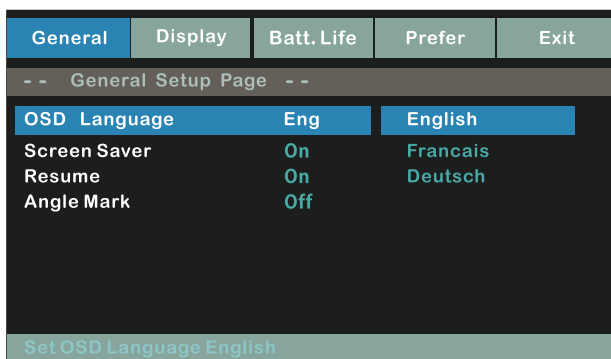 General Display Batt. Life Prefer Exit
-- General Setup Page --
OSD Language Eng English
Screen Saver On Francais
Resume On Deutsch
Angle Mark Off
Set OSD Language English